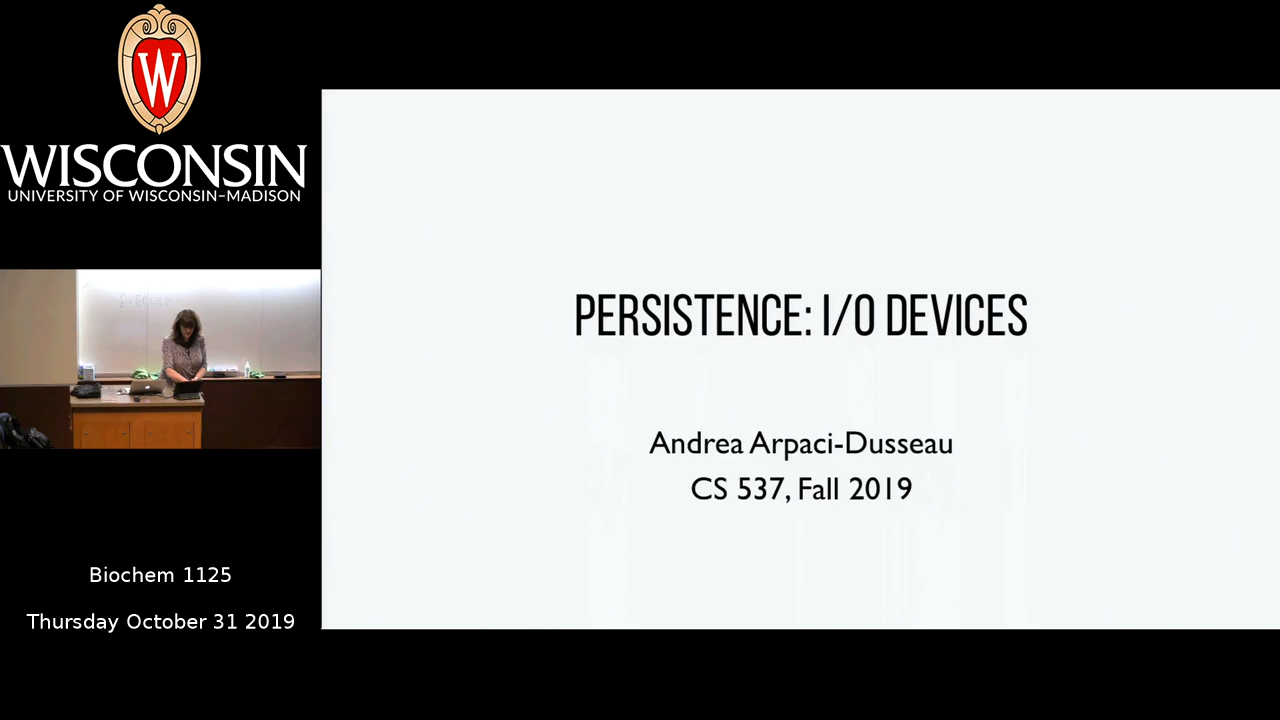 W
WISCONSIN
UNIVERSITY OF WISCONSIN–MADISON
PERSISTENCE: I/O DEVICES
Andrea Arpaci-Dusseau
CS 537, Fall 2019
Biochem 1125
Thursday October 31 2019